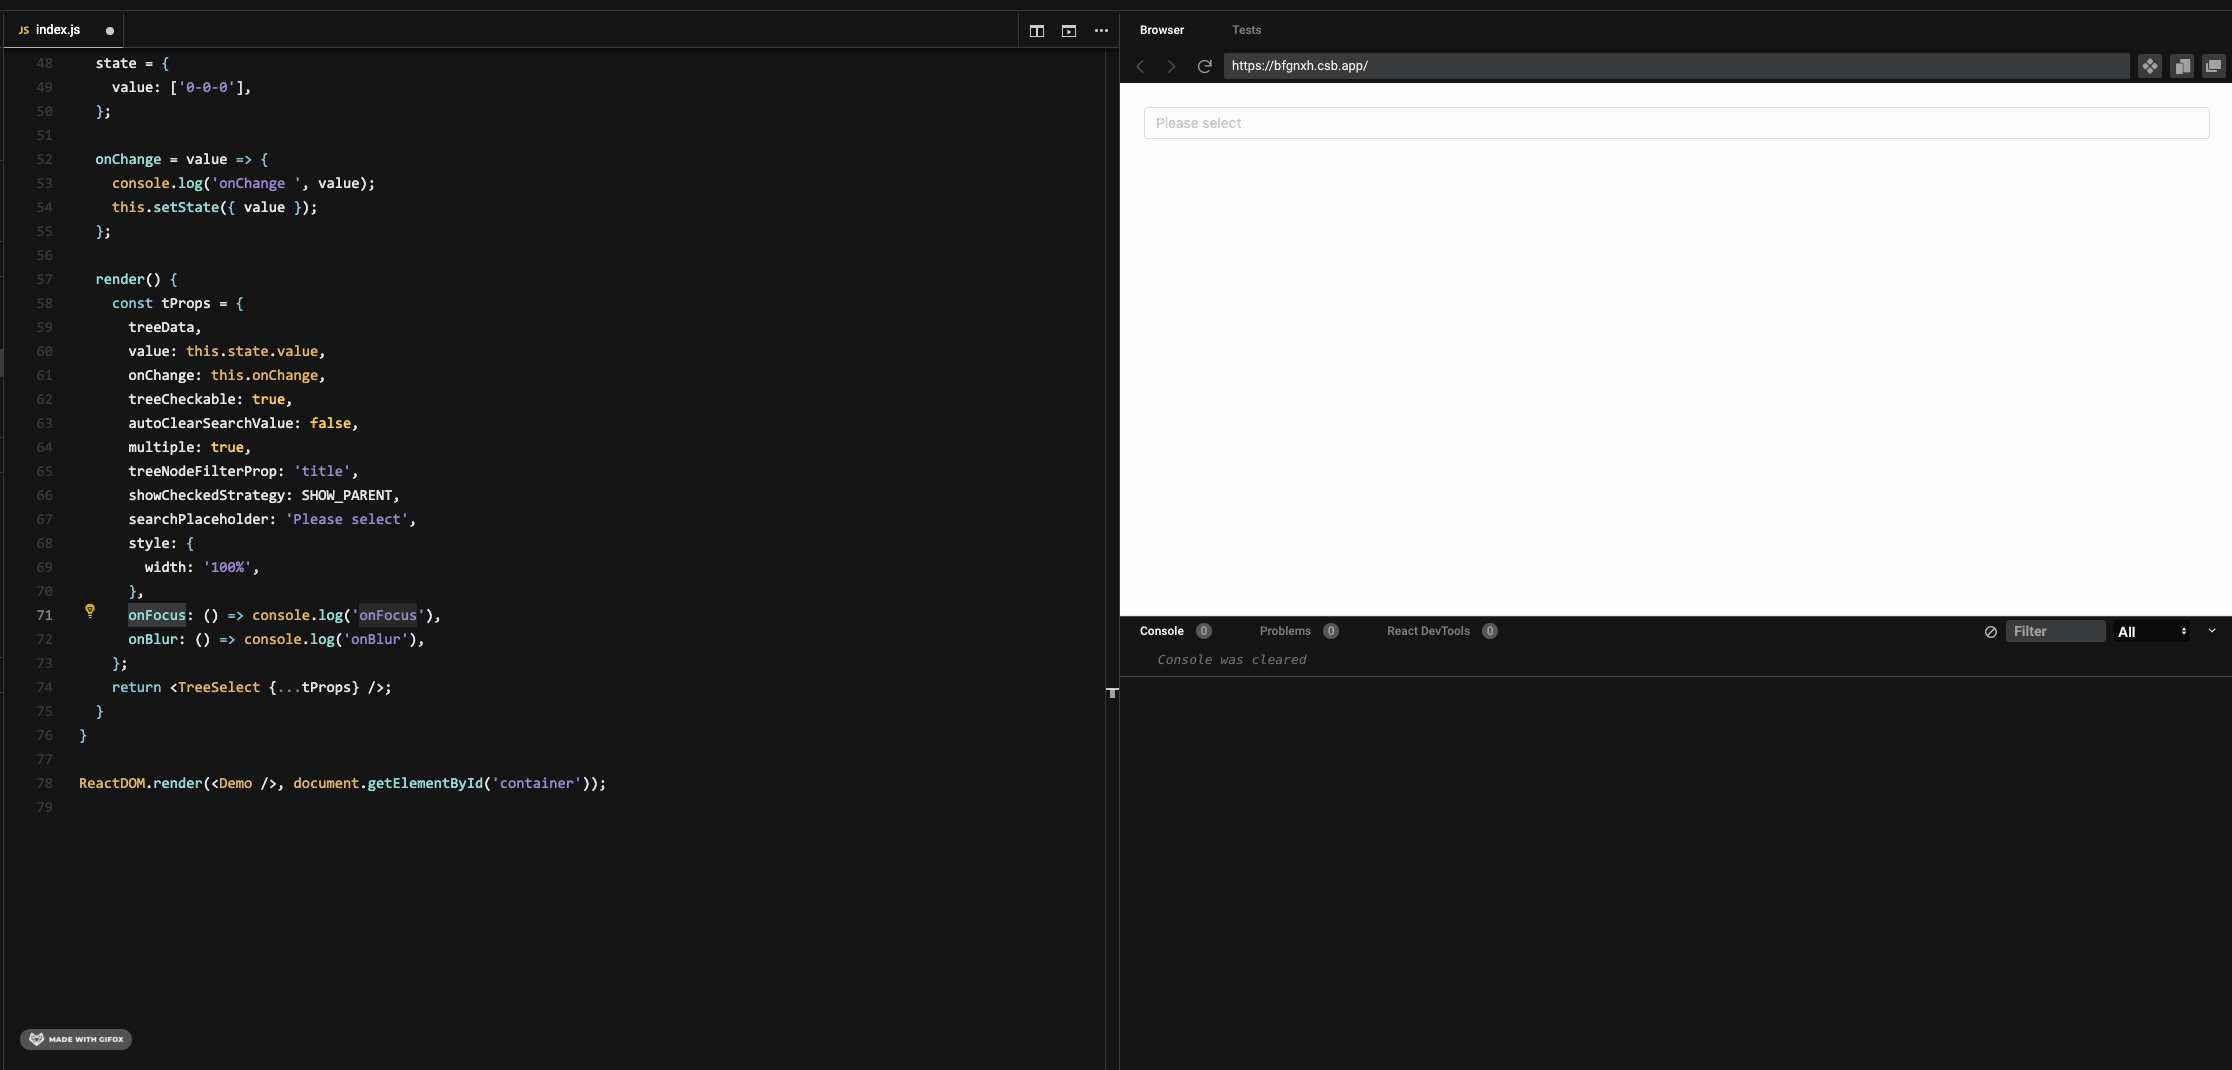 JS index.js
48 state = {
49 value: ['0-0-0'],
50 };
51
52 onChange = value => {
53 console.log('onChange ', value);
54 this.setState({ value });
55 };
56
57 render() {
58 const tProps = {
59 treeData,
60 value: this.state.value,
61 onChange: this.onChange,
62 treeCheckable: true,
63 autoClearSearchValue: false,
64 multiple: true,
65 treeNodeFilterProp: 'title',
66 showCheckedStrategy: SHOW_PARENT,
67 searchPlaceholder: 'Please select',
68 style: {
69 width: '100%',
70 },
71 onFocus: () => console.log('onFocus'),
72 onBlur: () => console.log('onBlur'),
73 };
74 return <TreeSelect {...tProps} />;
75 }
76 }
77
78 ReactDOM.render(<Demo />, document.getElementById('container'));
79
MADE WITH GIFOX
Browser Tests
https://bfgnxh.csb.app/
Please select
Console 0 Problems 0 React DevTools 0 Filter All
Console was cleared